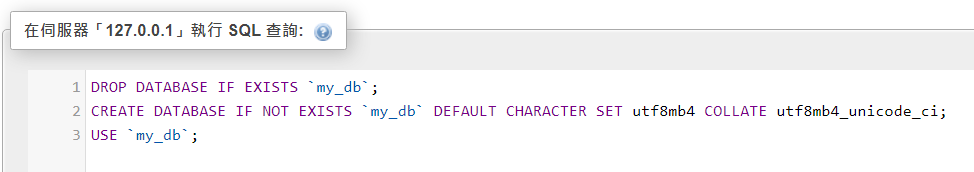 在伺服器「127.0.0.1」執行 SQL 查詢:
1 DROP DATABASE IF EXISTS `my_db`;
2 CREATE DATABASE IF NOT EXISTS `my_db` DEFAULT CHARACTER SET utf8mb4 COLLATE utf8mb4_unicode_ci;
3 USE `my_db`;